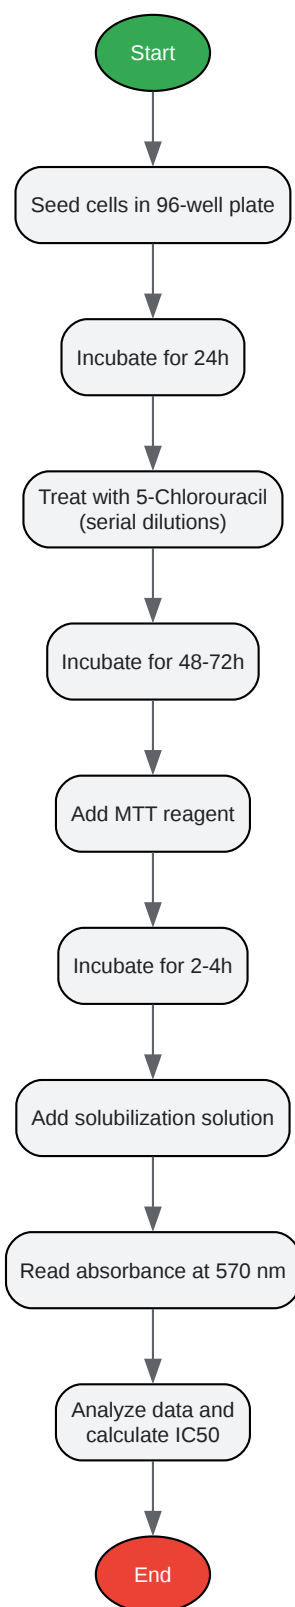 Start
Seed cells in 96-well plate
Incubate for 24h
Treat with 5-Chlorouracil
(serial dilutions)
Incubate for 48-72h
Add MTT reagent
Incubate for 2-4h
Add solubilization solution
Read absorbance at 570 nm
Analyze data and
calculate IC50
End